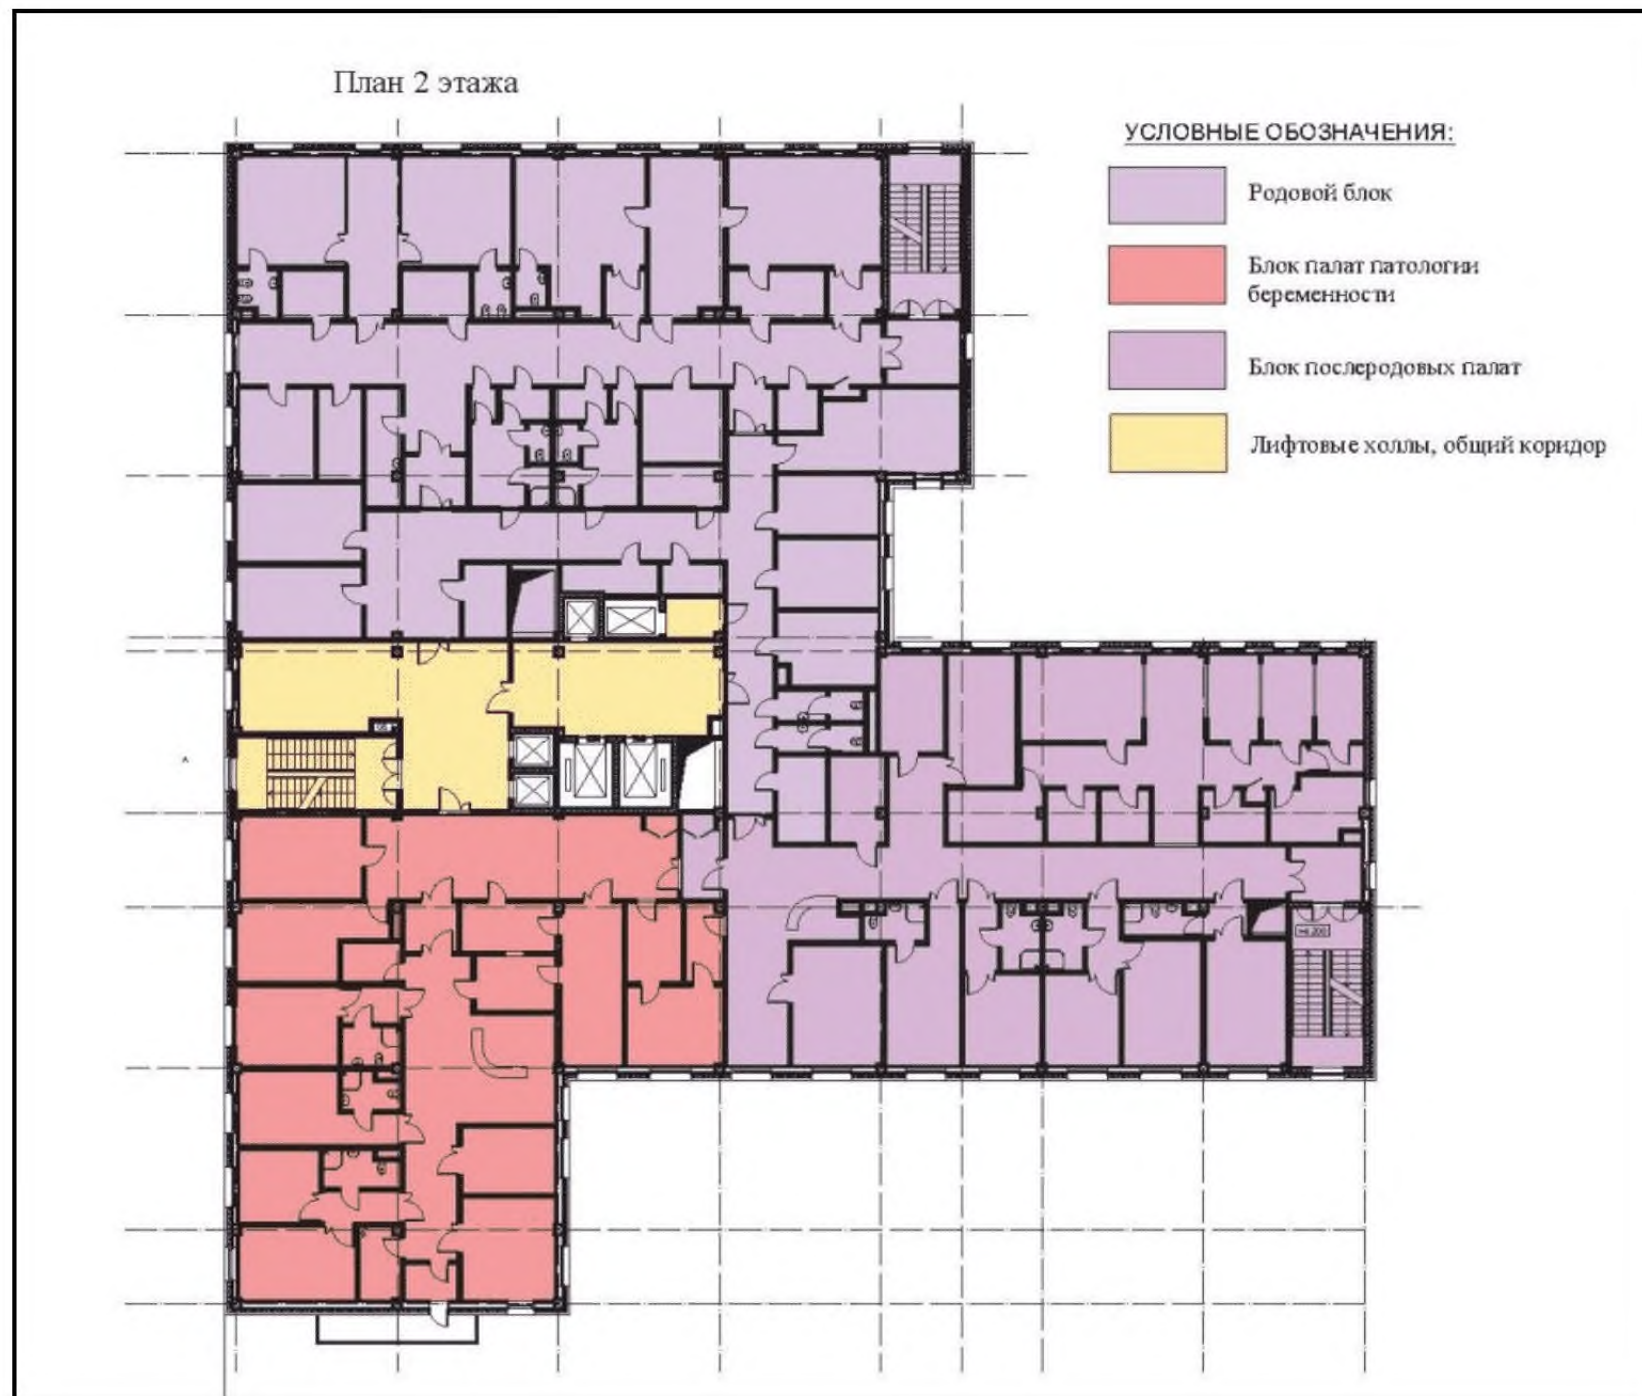 План 2 этажа
УСЛОВНЫЕ ОБОЗНАЧЕНИЯ:
Родовой блок
Блок палат патологии
беременности
Блок послеродовых палат
Лифтовые холлы, общий коридор